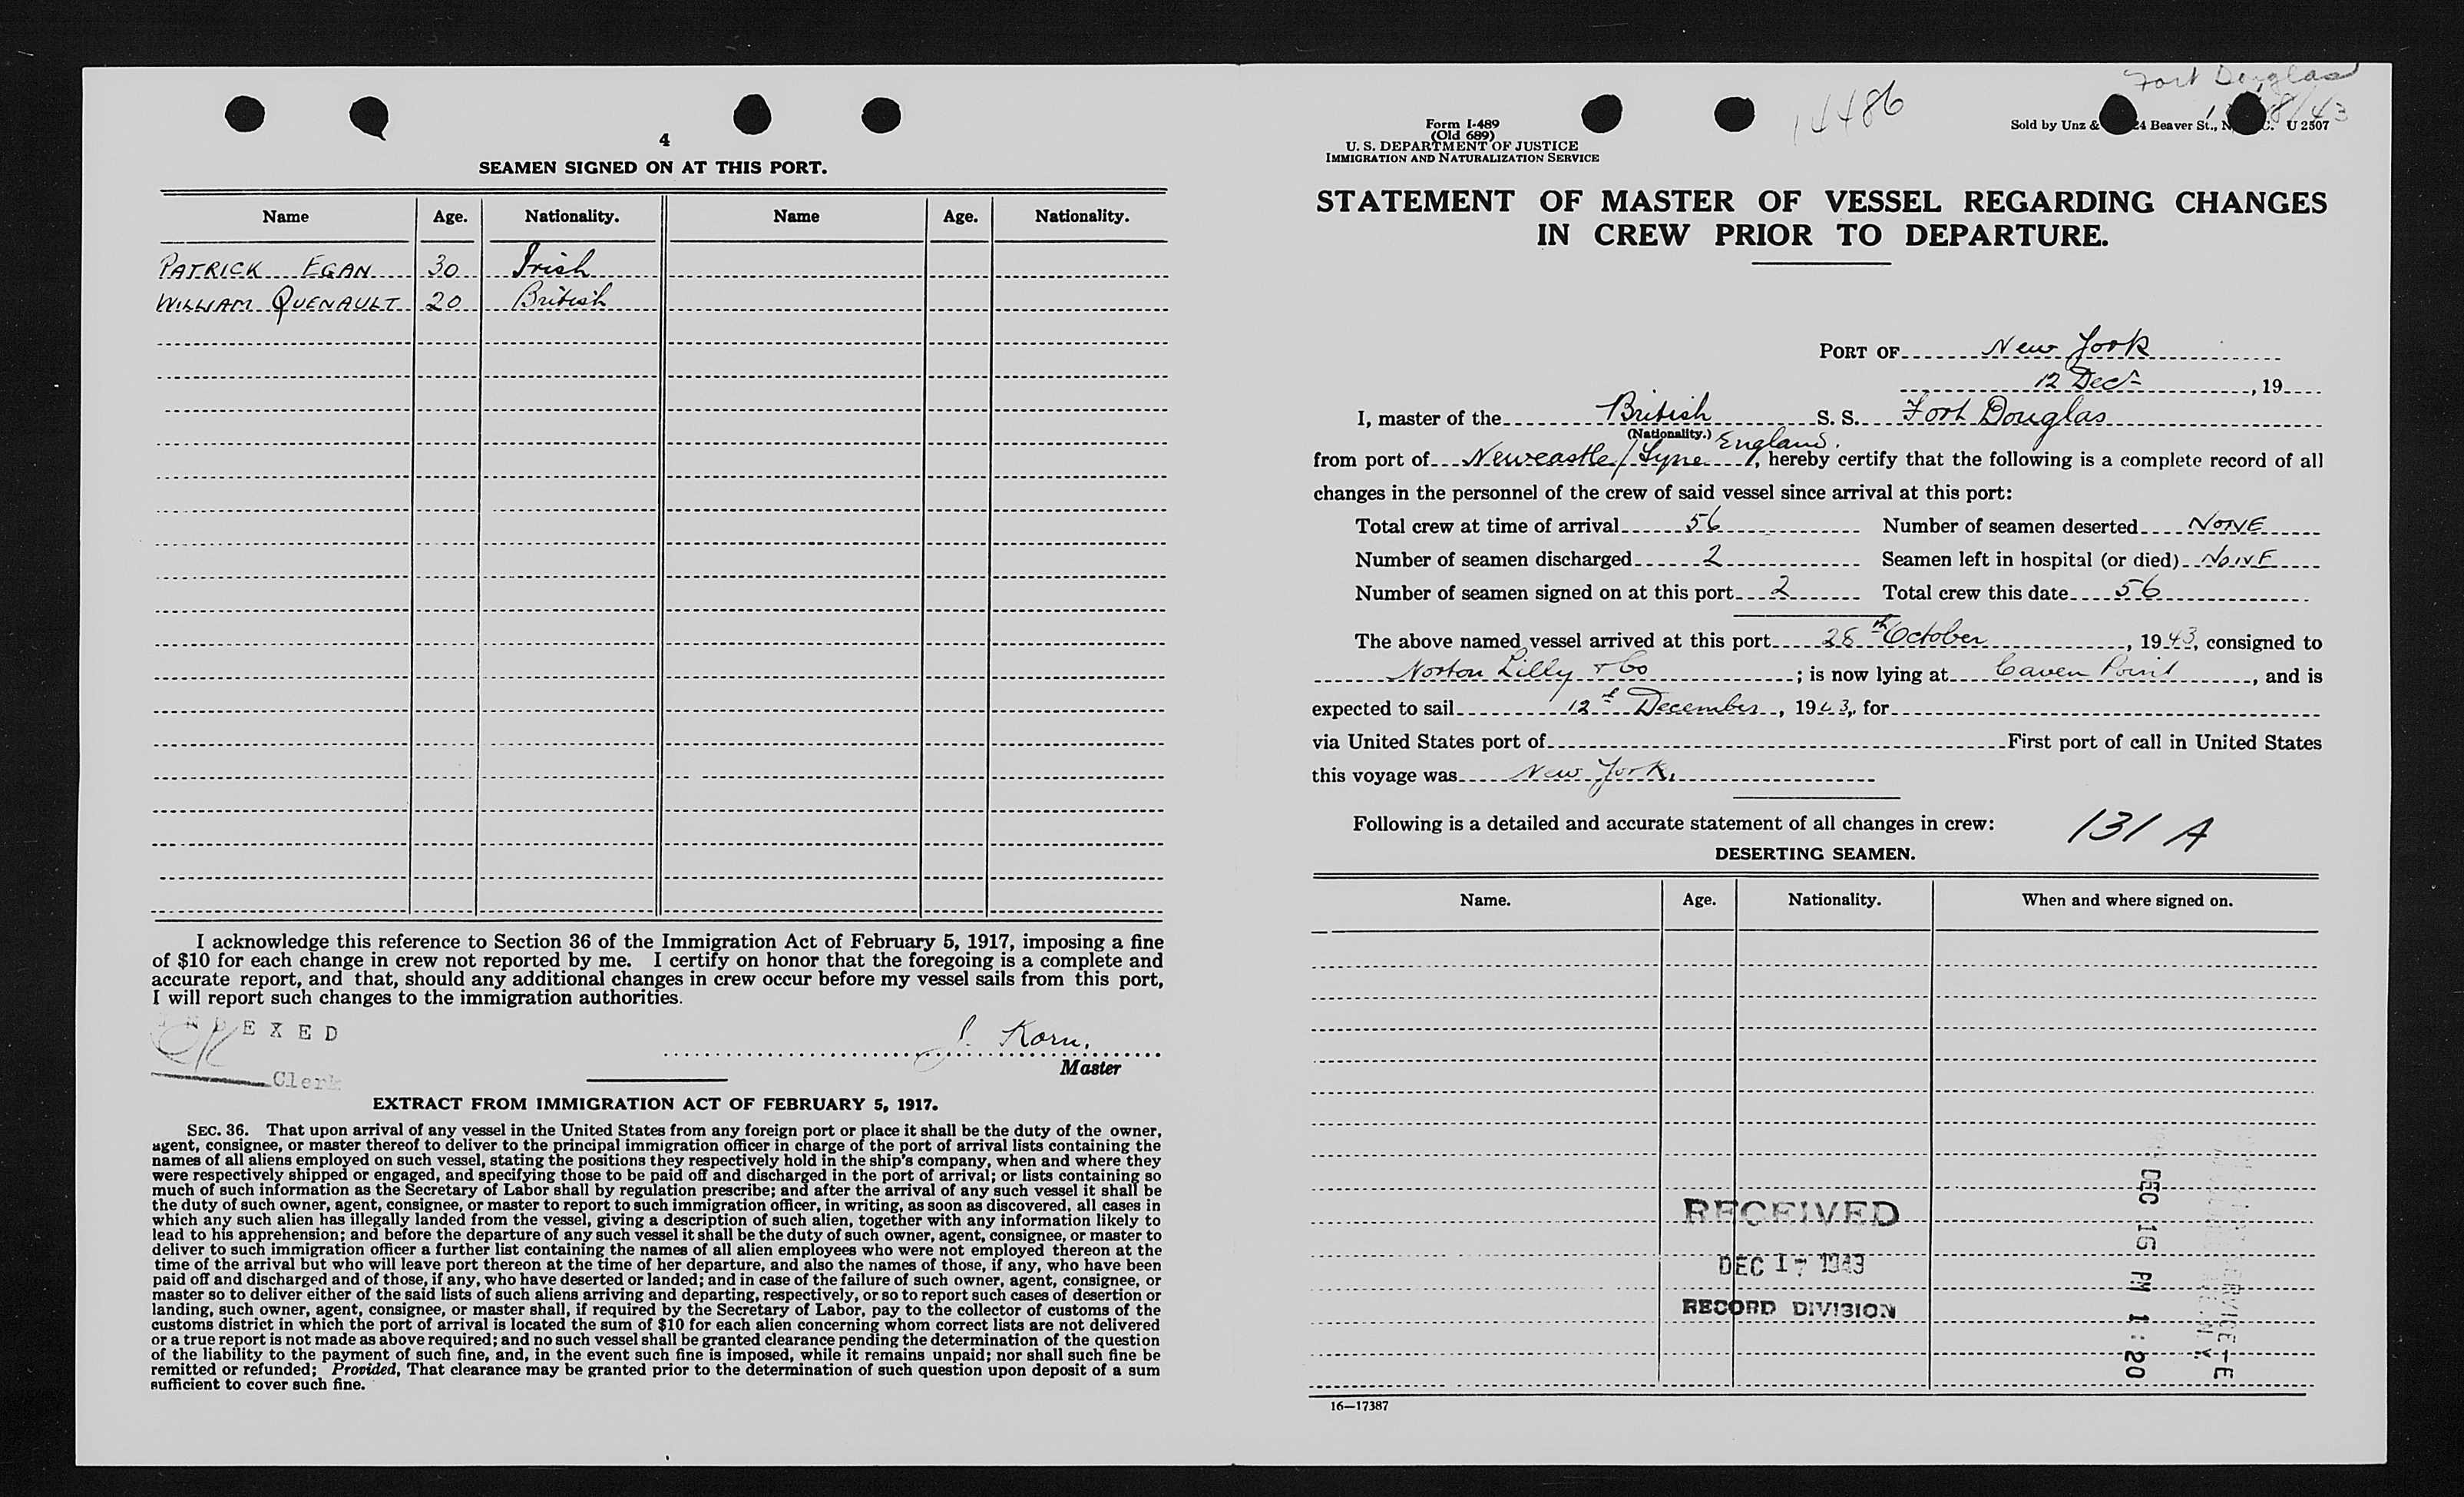 4
SEAMEN SIGNED ON AT THIS PORT.
Name Age. Nationality. Name Age. Nationality.
PATRICK EGAN 30 Irish
WILLIAM QUENAULT 20 British
I acknowledge this reference to Section 36 of the Immigration Act of February 5, 1917, imposing a fine
of $10 for each change in crew not reported by me. I certify on honor that the foregoing is a complete and
accurate report, and that, should any additional changes in crew occur before my vessel sails from this port,
I will report such changes to the immigration authorities.
INDEXED
Clerk
J. Korn.
Master
EXTRACT FROM IMMIGRATION ACT OF FEBRUARY 5, 1917.
SEC. 36. That upon arrival of any vessel in the United States from any foreign port or place it shall be the duty of the owner,
agent, consignee, or master thereof to deliver to the principal immigration officer in charge of the port of arrival lists containing the
names of all aliens employed on such vessel, stating the positions they respectively hold in the ship's company, when and where they
were respectively shipped or engaged, and specifying those to be paid off and discharged in the port of arrival; or lists containing so
much of such information as the Secretary of Labor shall by regulation prescribe; and after the arrival of any such vessel it shall be
the duty of such owner, agent, consignee, or master to report to such immigration officer, in writing, as soon as discovered, all cases in
which any such alien has illegally landed from the vessel, giving a description of such alien, together with any information likely to
lead to his apprehension; and before the departure of any such vessel it shall be the duty of such owner, agent, consignee, or master to
deliver to such immigration officer a further list containing the names of all alien employees who were not employed thereon at the
time of the arrival but who will leave port thereon at the time of her departure, and also the names of those, if any, who have been
paid off and discharged and of those, if any, who have deserted or landed; and in case of the failure of such owner, agent, consignee, or
master so to deliver either of the said lists of such aliens arriving and departing, respectively, or so to report such cases of desertion or
landing, such owner, agent, consignee, or master shall, if required by the Secretary of Labor, pay to the collector of customs of the
customs district in which the port of arrival is located the sum of $10 for each alien concerning whom correct lists are not delivered
or a true report is not made as above required; and no such vessel shall be granted clearance pending the determination of the question
of the liability to the payment of such fine, and, in the event such fine is imposed, while it remains unpaid; nor shall such fine be
remitted or refunded; Provided, That clearance may be granted prior to the determination of such question upon deposit of a sum
sufficient to cover such fine.
Fort Douglas
14486
Form I-489
(Old 689)
U. S. DEPARTMENT OF JUSTICE
IMMIGRATION AND NATURALIZATION SERVICE
Sold by Unz & 24 Beaver St., N. C. U 2507
STATEMENT OF MASTER OF VESSEL REGARDING CHANGES
IN CREW PRIOR TO DEPARTURE.
PORT OF New York
12 Decr, 19
I, master of the British S. S. Fort Douglas
(Nationality.) England.
from port of Newcastle/Tyne, hereby certify that the following is a complete record of all
changes in the personnel of the crew of said vessel since arrival at this port:
Total crew at time of arrival 56 Number of seamen deserted NONE
Number of seamen discharged 2 Seamen left in hospital (or died) NONE
Number of seamen signed on at this port 2 Total crew this date 56
The above named vessel arrived at this port 28th October, 1943, consigned to
Norton Lilly & Co; is now lying at Caven Point, and is
expected to sail 12th December, 1943, for
via United States port of First port of call in United States
this voyage was New York.
Following is a detailed and accurate statement of all changes in crew: 131 A
DESERTING SEAMEN.
Name. Age. Nationality. When and where signed on.
RECEIVED
DEC 17 1943
RECORD DIVISION
DEC 16 PM 1:20
16—17387